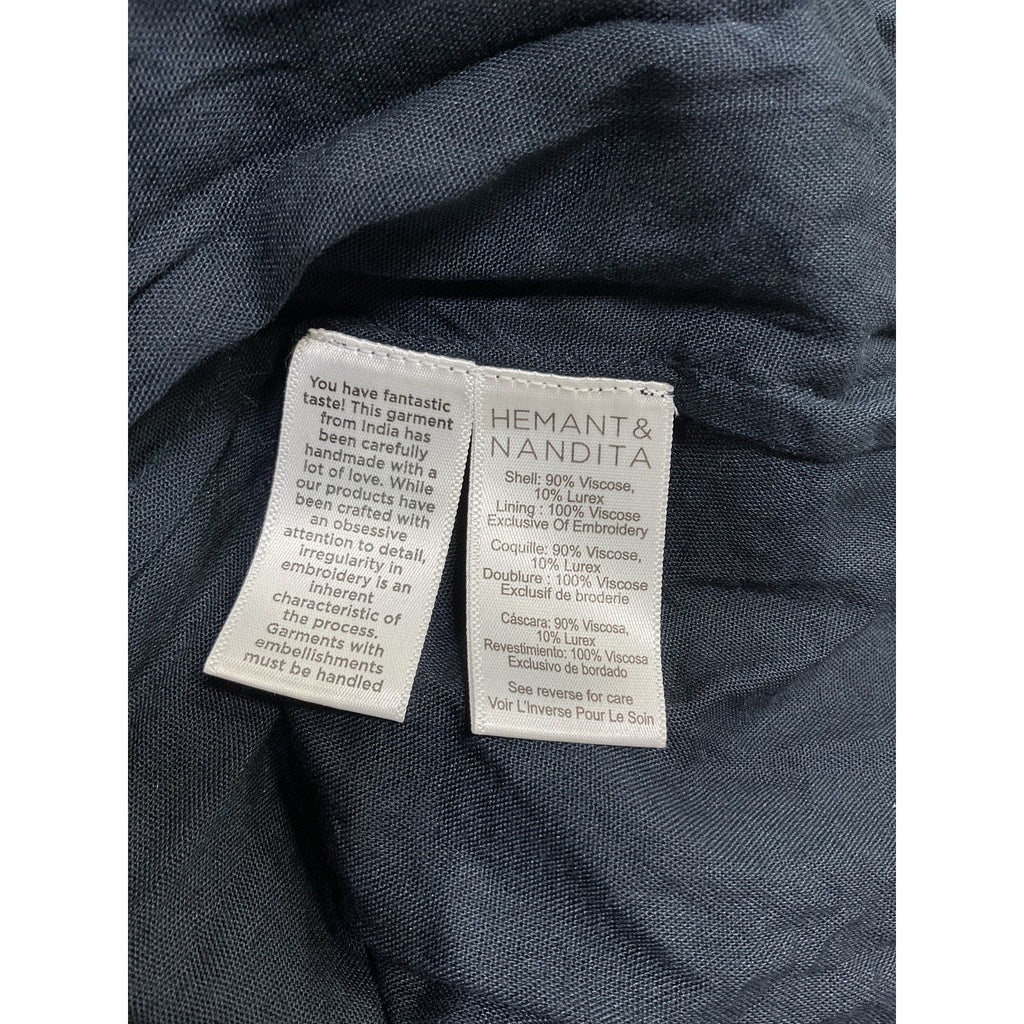 You have fantastic
taste! This garment
from India has
been carefully
handmade with a
lot of love. While
our products have
been crafted with
an obsessive
attention to detail,
irregularity in
embroidery is an
inherent
characteristic of
the process.
Garments with
embellishments
must be handled
HEMANT &
NANDITA
Shell: 90% Viscose,
10% Lurex
Lining : 100% Viscose
Exclusive Of Embroidery
Coquille: 90% Viscose,
10% Lurex
Doublure : 100% Viscose
Exclusif de broderie
Cáscara: 90% Viscosa,
10% Lurex
Revestimiento: 100% Viscosa
Exclusivo de bordado
See reverse for care
Voir L'Inverse Pour Le Soin